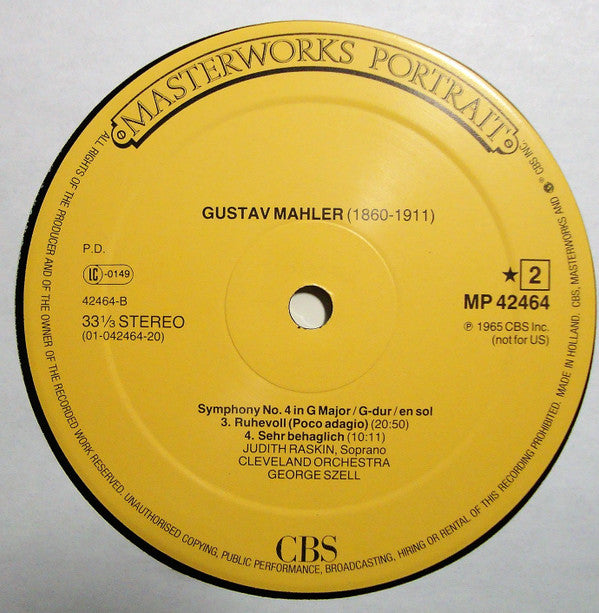 MASTERWORKS PORTRAIT
GUSTAV MAHLER (1860-1911)
P.D.
LC-0149
42464-B
33⅓ STEREO
(01-042464-20)
★ 2
MP 42464
℗ 1965 CBS Inc.
(not for US)
Symphony No. 4 in G Major / G-dur / en sol
3. Ruhevoll (Poco adagio) (20:50)
4. Sehr behaglich (10:11)
JUDITH RASKIN, Soprano
CLEVELAND ORCHESTRA
GEORGE SZELL
CBS
ALL RIGHTS OF THE PRODUCER AND OF THE OWNER OF THE RECORDED WORK RESERVED. UNAUTHORISED COPYING, PUBLIC PERFORMANCE, BROADCASTING, HIRING OR RENTAL OF THIS RECORDING PROHIBITED. MADE IN HOLLAND. CBS, MASTERWORKS AND ® CBS INC.